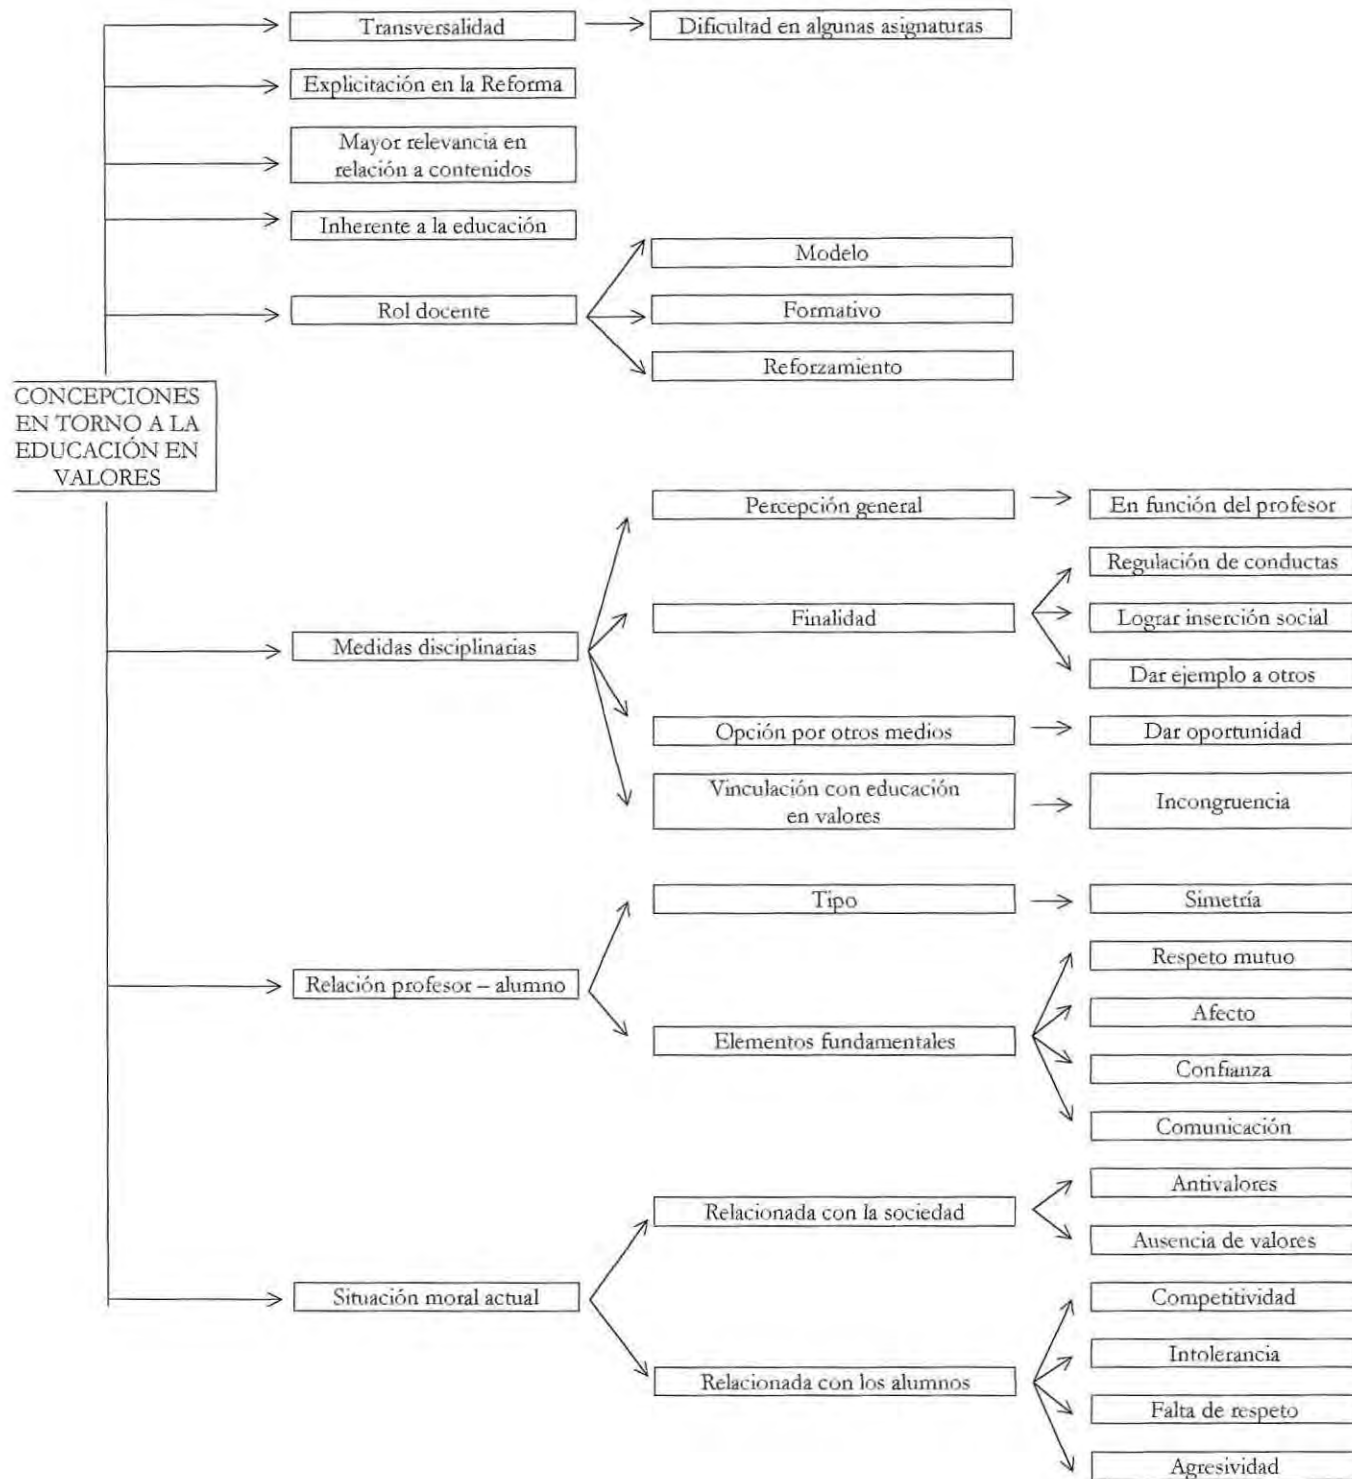 Transversalidad
Dificultad en algunas asignaturas
Explicitación en la Reforma
Mayor relevancia en
relación a contenidos
Inherente a la educación
Rol docente
Modelo
Formativo
Reforzamiento
CONCEPCIONES
EN TORNO A LA
EDUCACIÓN EN
VALORES
Medidas disciplinarias
Percepción general
En función del profesor
Finalidad
Regulación de conductas
Lograr inserción social
Dar ejemplo a otros
Opción por otros medios
Dar oportunidad
Vinculación con educación
en valores
Incongruencia
Relación profesor – alumno
Tipo
Simetría
Elementos fundamentales
Respeto mutuo
Afecto
Confianza
Comunicación
Situación moral actual
Relacionada con la sociedad
Antivalores
Ausencia de valores
Relacionada con los alumnos
Competitividad
Intolerancia
Falta de respeto
Agresividad